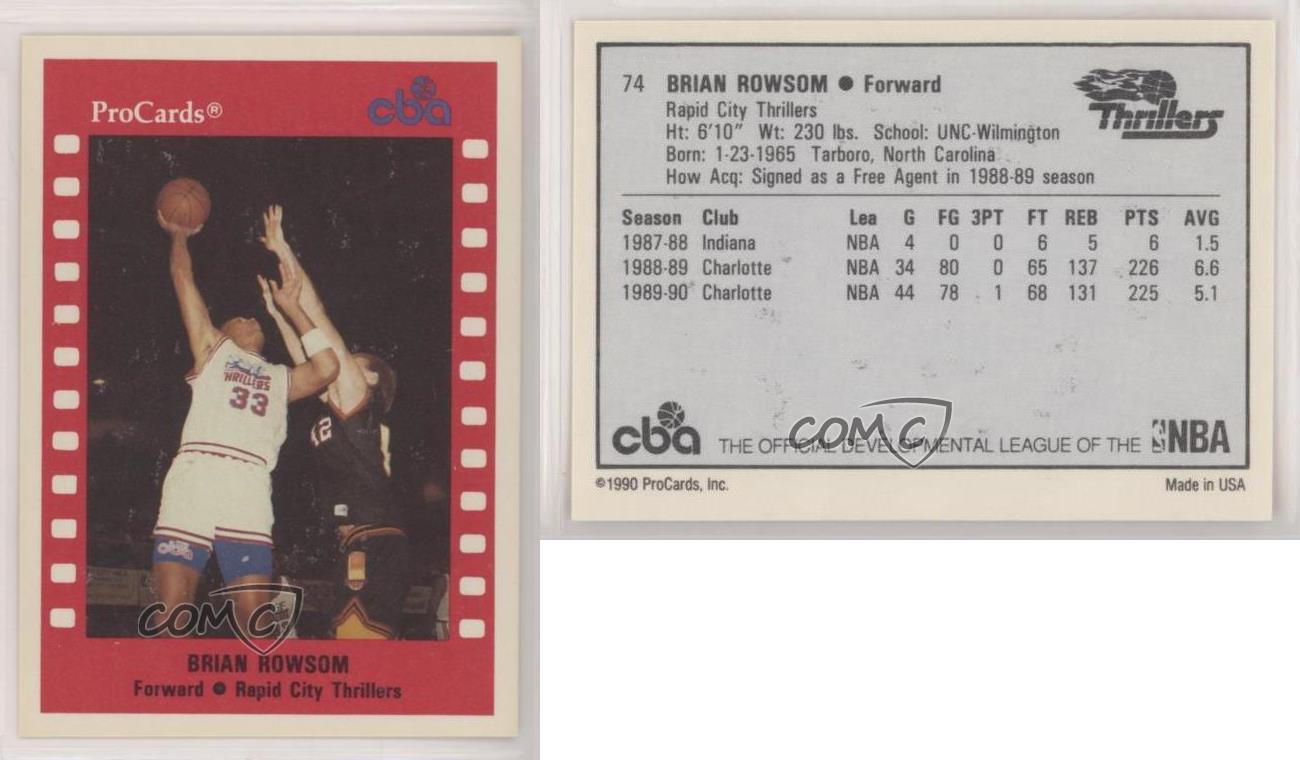 ProCards®
cba
THRILLERS
33
12
cba
COMC
BRIAN ROWSOM
Forward ● Rapid City Thrillers
74 BRIAN ROWSOM ● Forward
Thrillers
Rapid City Thrillers
Ht: 6'10" Wt: 230 lbs. School: UNC-Wilmington
Born: 1-23-1965 Tarboro, North Carolina
How Acq: Signed as a Free Agent in 1988-89 season
Season Club Lea G FG 3PT FT REB PTS AVG
1987-88 Indiana NBA 4 0 0 6 5 6 1.5
1988-89 Charlotte NBA 34 80 0 65 137 226 6.6
1989-90 Charlotte NBA 44 78 1 68 131 225 5.1
COMC
cba THE OFFICIAL DEVELOPMENTAL LEAGUE OF THE NBA
©1990 ProCards, Inc. Made in USA